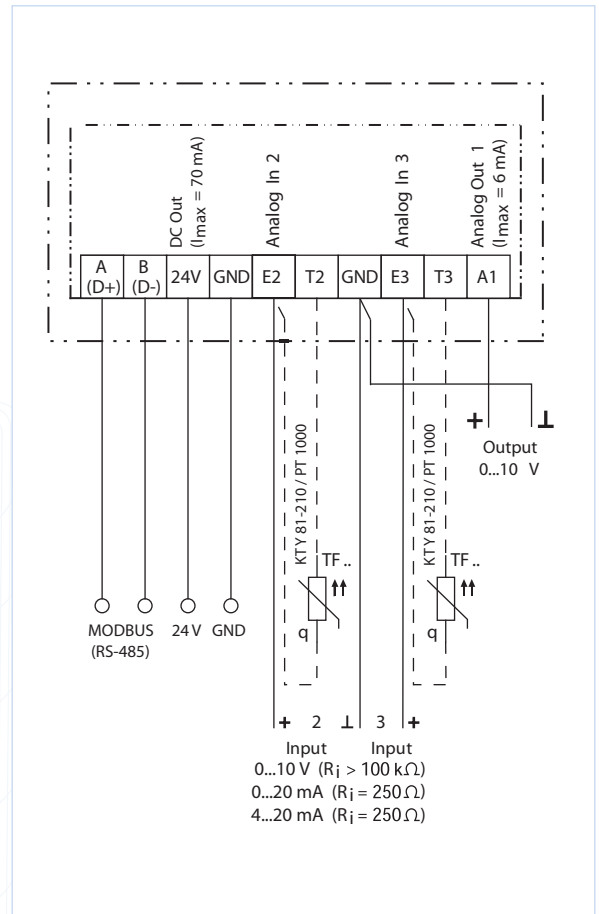 DC Out
(Imax = 70 mA)
Analog In 2
Analog In 3
Analog Out 1
(Imax = 6 mA)
A
(D+)
B
(D-)
24V
GND
E2
T2
GND
E3
T3
A1
+
⊥
Output
0...10 V
KTY 81-210 / PT 1000
KTY 81-210 / PT 1000
TF ..
TF ..
q
q
MODBUS
(RS-485)
24 V
GND
+ 2 ⊥ 3 +
Input Input
0...10 V (Ri > 100 kΩ)
0...20 mA (Ri = 250 Ω)
4...20 mA (Ri = 250 Ω)